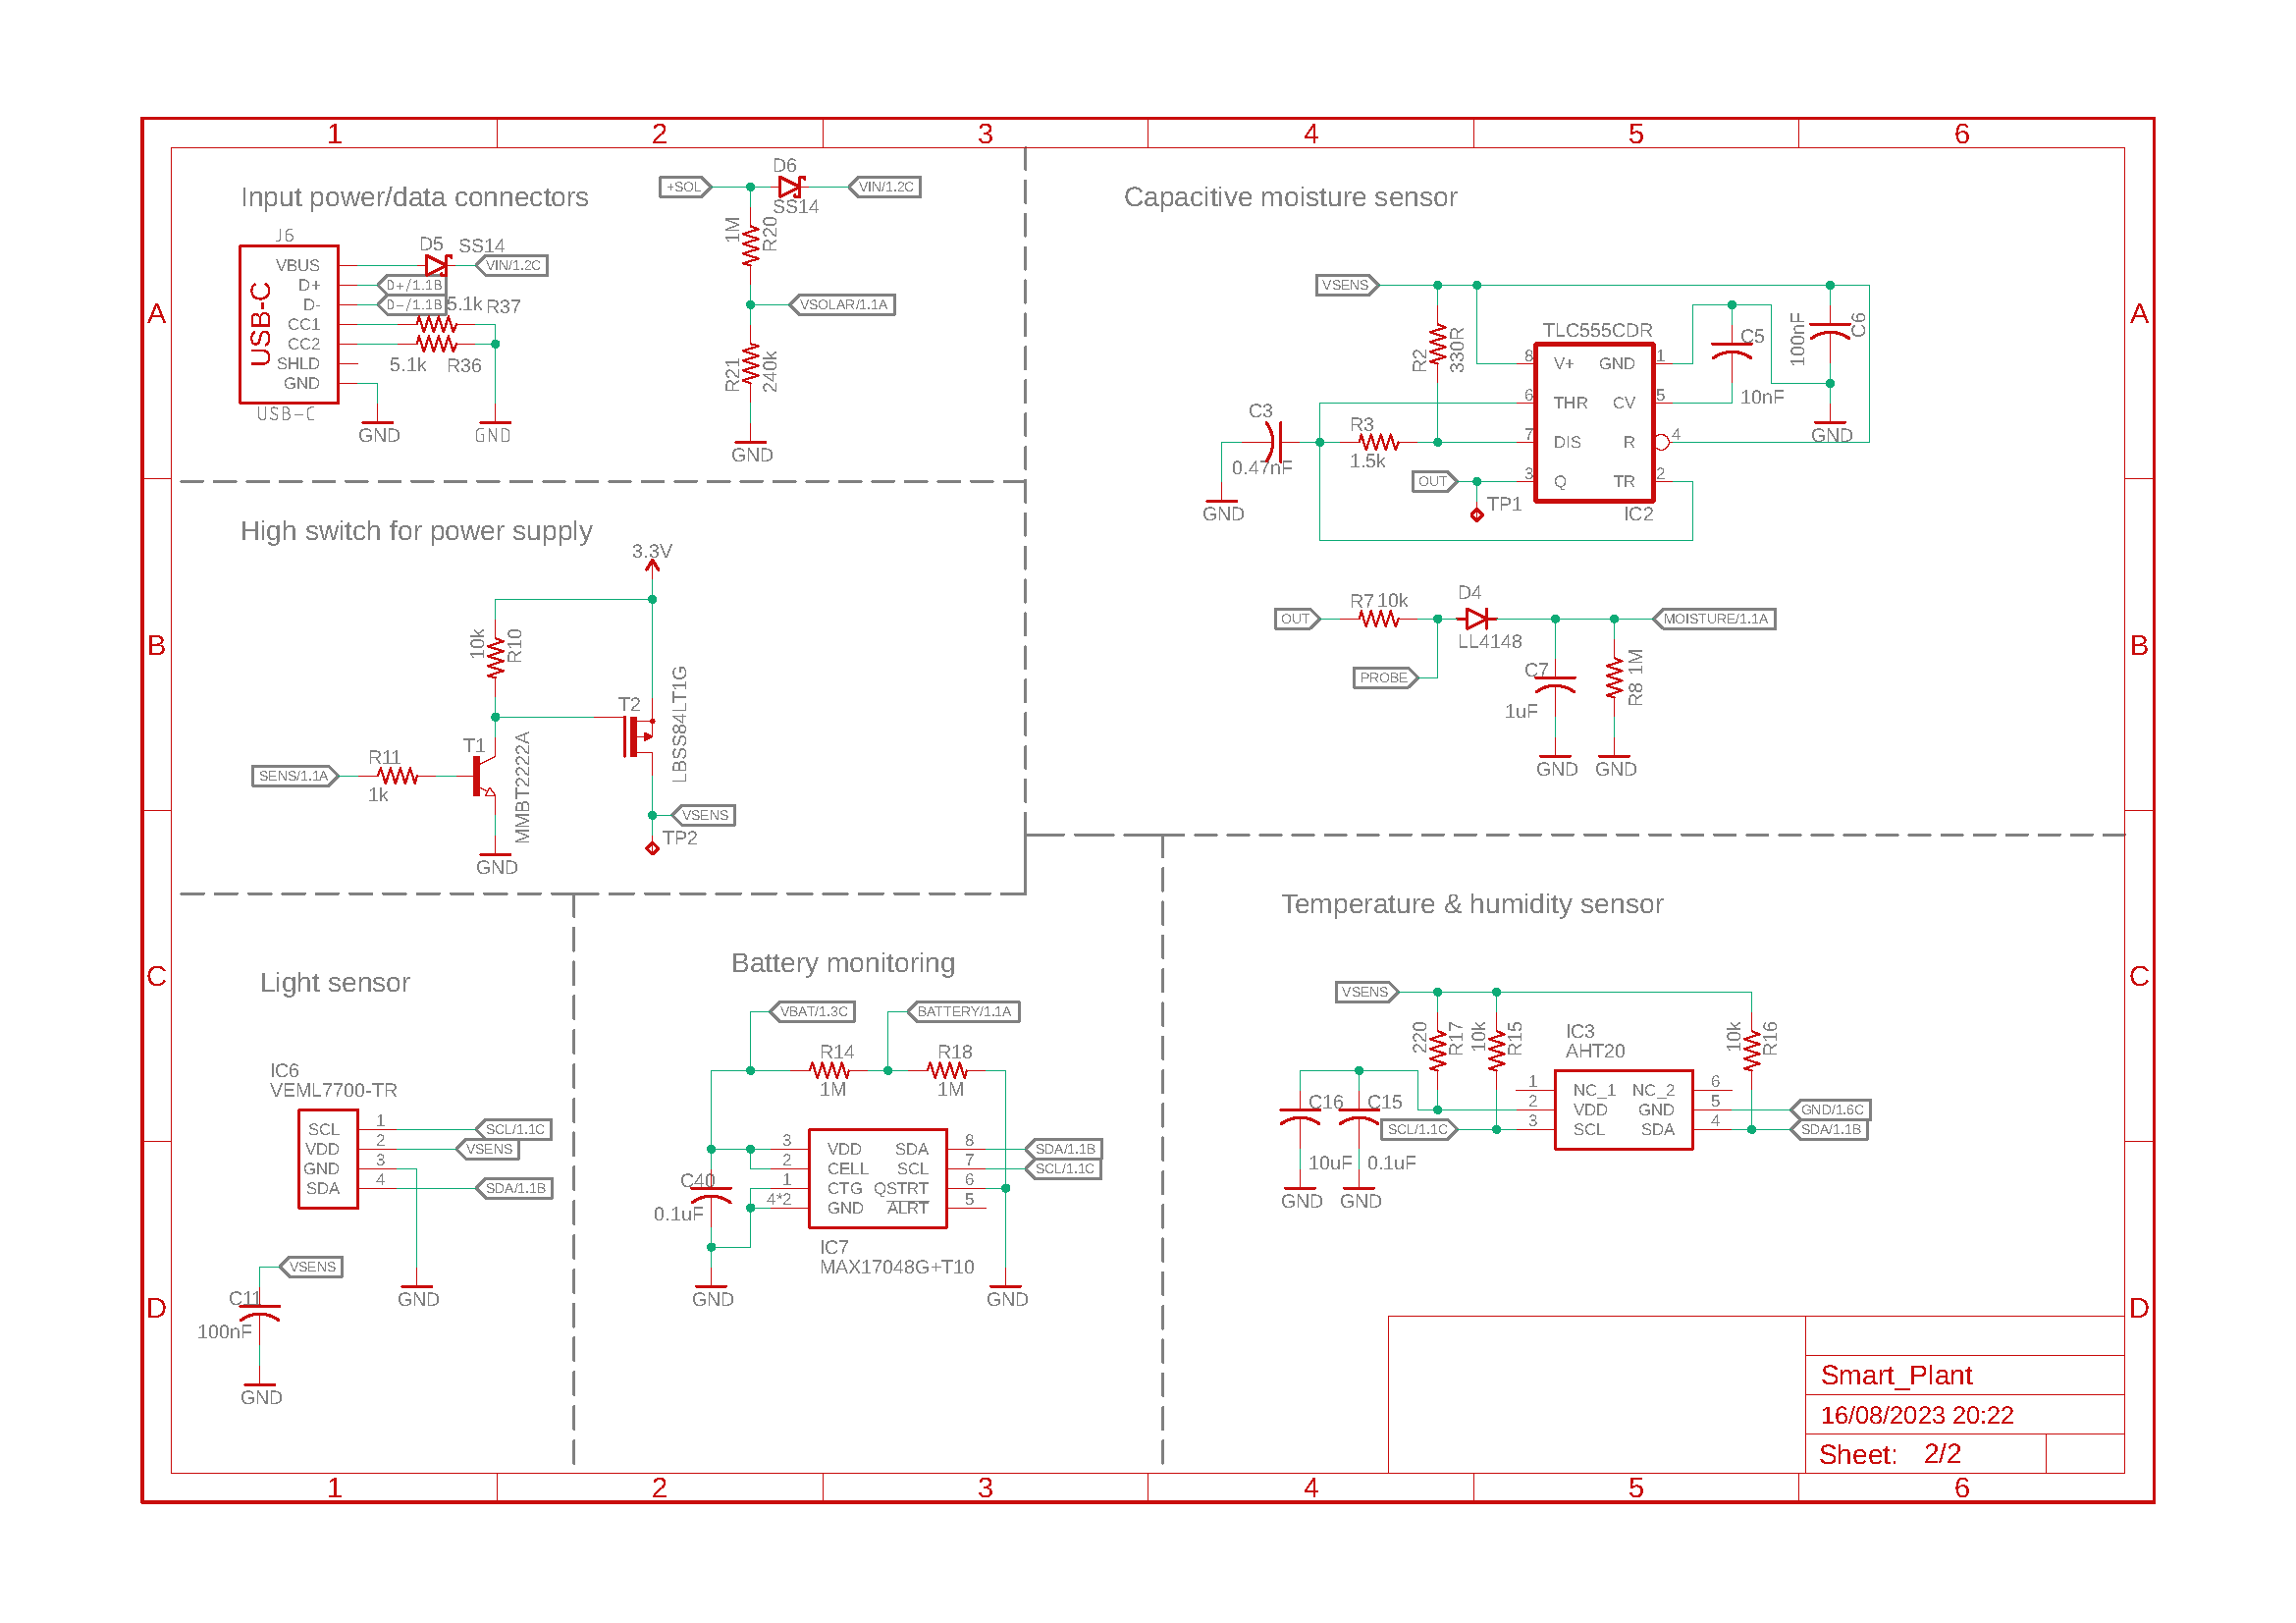 1 2 3 4 5 6
A
B
C
D
A
B
C
D
1 2 3 4 5 6
Input power/data connectors
J6
USB-C
VBUS
D+
D-
CC1
CC2
SHLD
GND
USB-C
D5 SS14
VIN/1.2C
D+/1.1B
D-/1.1B
5.1k R37
5.1k R36
GND
GND
+SOL
D6
SS14
VIN/1.2C
1M
R20
VSOLAR/1.1A
R21
240k
GND
High switch for power supply
3.3V
10k
R10
T2
LBSS84LT1G
T1
MMBT2222A
SENS/1.1A
R11
1k
GND
VSENS
TP2
Capacitive moisture sensor
VSENS
R2
330R
TLC555CDR
8 V+ GND 1
6 THR CV 5
7 DIS R 4
3 Q TR 2
IC2
C5
10nF
100nF
C6
GND
C3
0.47nF
GND
R3
1.5k
OUT
TP1
OUT
R7 10k
D4
LL4148
PROBE
MOISTURE/1.1A
C7
1uF
R8 1M
GND
GND
Light sensor
IC6
VEML7700-TR
SCL 1
VDD 2
GND 3
SDA 4
SCL/1.1C
VSENS
SDA/1.1B
VSENS
C11
100nF
GND
GND
Battery monitoring
VBAT/1.3C
BATTERY/1.1A
R14
1M
R18
1M
3 VDD SDA 8
2 CELL SCL 7
1 CTG QSTRT 6
4*2 GND ALRT 5
SDA/1.1B
SCL/1.1C
C40
0.1uF
IC7
MAX17048G+T10
GND
GND
Temperature & humidity sensor
VSENS
220
R17
10k
R15
IC3
AHT20
10k
R16
1 NC_1 NC_2 6
2 VDD GND 5
3 SCL SDA 4
GND/1.6C
SDA/1.1B
SCL/1.1C
C16
10uF
C15
0.1uF
GND
GND
Smart_Plant
16/08/2023 20:22
Sheet: 2/2